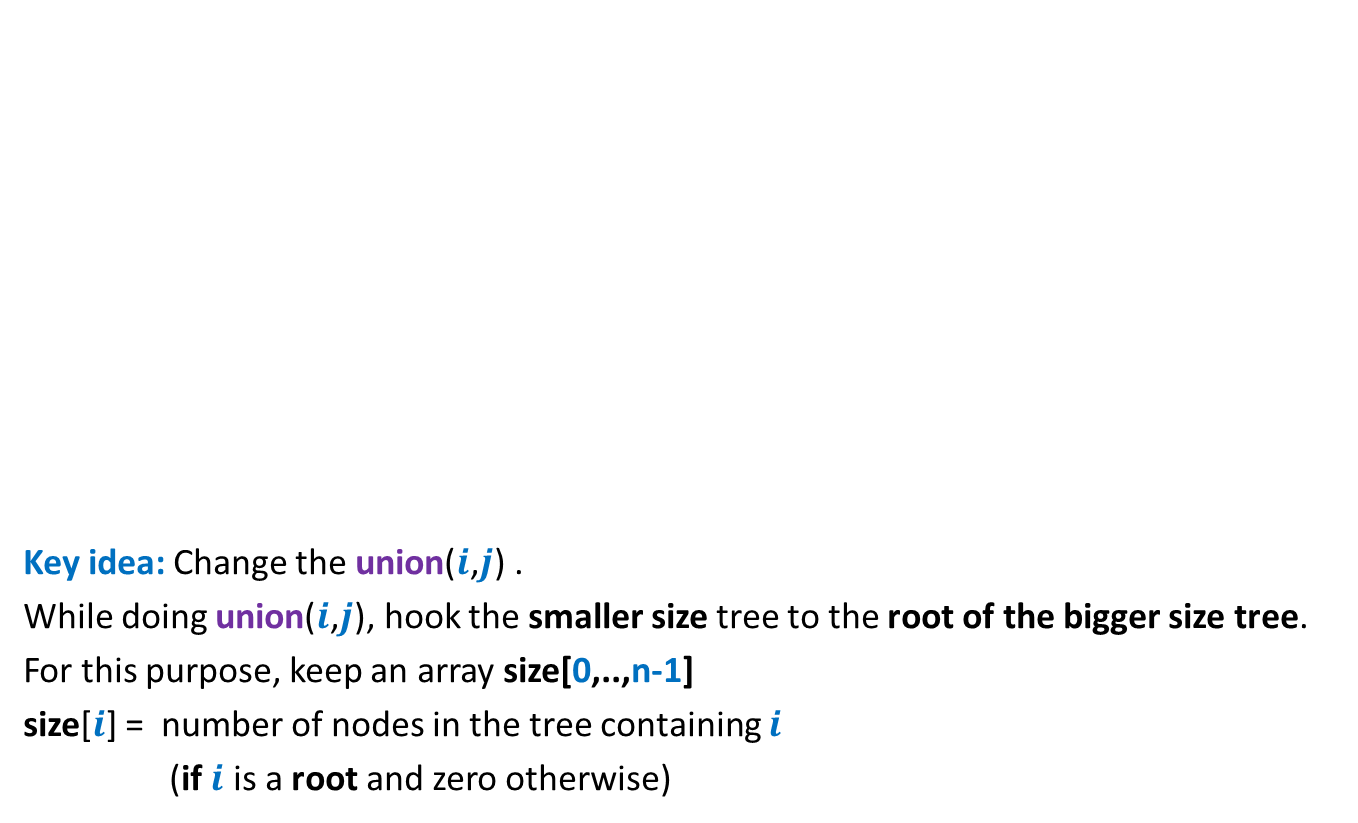 Key idea: Change the union(i,j) .
While doing union(i,j), hook the smaller size tree to the root of the bigger size tree.
For this purpose, keep an array size[0,..,n-1]
size[i] = number of nodes in the tree containing i
(if i is a root and zero otherwise)